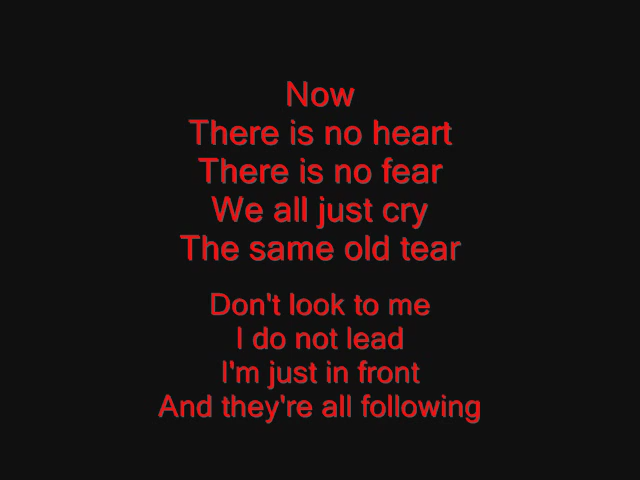 Now
There is no heart
There is no fear
We all just cry
The same old tear
Don't look to me
I do not lead
I'm just in front
And they're all following